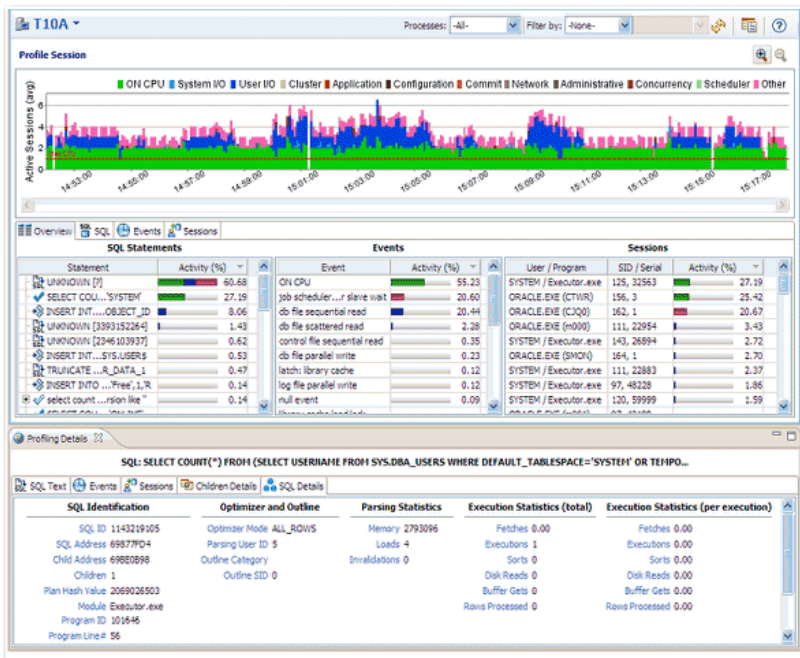 T10A
Processes: -All- Filter by: -None-
Profile Session
ON CPU System I/O User I/O Cluster Application Configuration Commit Network Administrative Concurrency Scheduler Other
Active Sessions (avg)
6
4
2
0
14:53:00 14:55:00 14:57:00 14:59:00 15:01:00 15:03:00 15:05:00 15:07:00 15:09:00 15:11:00 15:13:00 15:15:00 15:17:00
Overview SQL Events Sessions
SQL Statements
Statement Activity (%)
UNKNOWN [?] 60.68
SELECT COU...'SYSTEM' 27.19
INSERT INT....OBJECT_ID 8.06
UNKNOWN [3393152264] 1.43
UNKNOWN [2346103937] 0.62
INSERT INT...SYS.USER$ 0.53
TRUNCATE ...R_DATA_1 0.47
INSERT INTO ...'Free',1,'R 0.14
select count ...rsion like " 0.14
Events
Event Activity (%)
ON CPU 55.23
job scheduler...r slave wait 20.60
db file sequential read 20.44
db file scattered read 2.28
control file sequential read 0.35
db file parallel write 0.23
latch: library cache 0.12
log file parallel write 0.12
null event 0.09
Sessions
User / Program SID / Serial Activity (%)
SYSTEM / Executor.exe 125, 32563 27.19
ORACLE.EXE (CTWR) 156, 3 25.42
ORACLE.EXE (CJQ0) 162, 1 20.67
ORACLE.EXE (m000) 111, 22954 3.43
SYSTEM / Executor.exe 143, 26894 2.72
ORACLE.EXE (SMON) 164, 1 2.70
SYSTEM / Executor.exe 111, 22883 2.37
SYSTEM / Executor.exe 97, 48228 1.86
SYSTEM / Executor.exe 120, 59999 1.59
Profiling Details
SQL: SELECT COUNT(*) FROM (SELECT USERNAME FROM SYS.DBA_USERS WHERE DEFAULT_TABLESPACE='SYSTEM' OR TEMPO...
SQL Text Events Sessions Children Details SQL Details
SQL Identification
SQL ID 1143219105
SQL Address 69877FD4
Child Address 69BE0B98
Children 1
Plan Hash Value 2069026503
Module Executor.exe
Program ID 101646
Program Line# 56
Optimizer and Outline
Optimizer Mode ALL_ROWS
Parsing User ID 5
Outline Category
Outline SID 0
Parsing Statistics
Memory 2793096
Loads 4
Invalidations 0
Execution Statistics (total)
Fetches 0.00
Executions 1
Sorts 0
Disk Reads 0
Buffer Gets 0
Rows Processed 0
Execution Statistics (per execution)
Fetches 0.00
Executions 0.00
Sorts 0.00
Disk Reads 0.00
Buffer Gets 0.00
Rows Processed 0.00